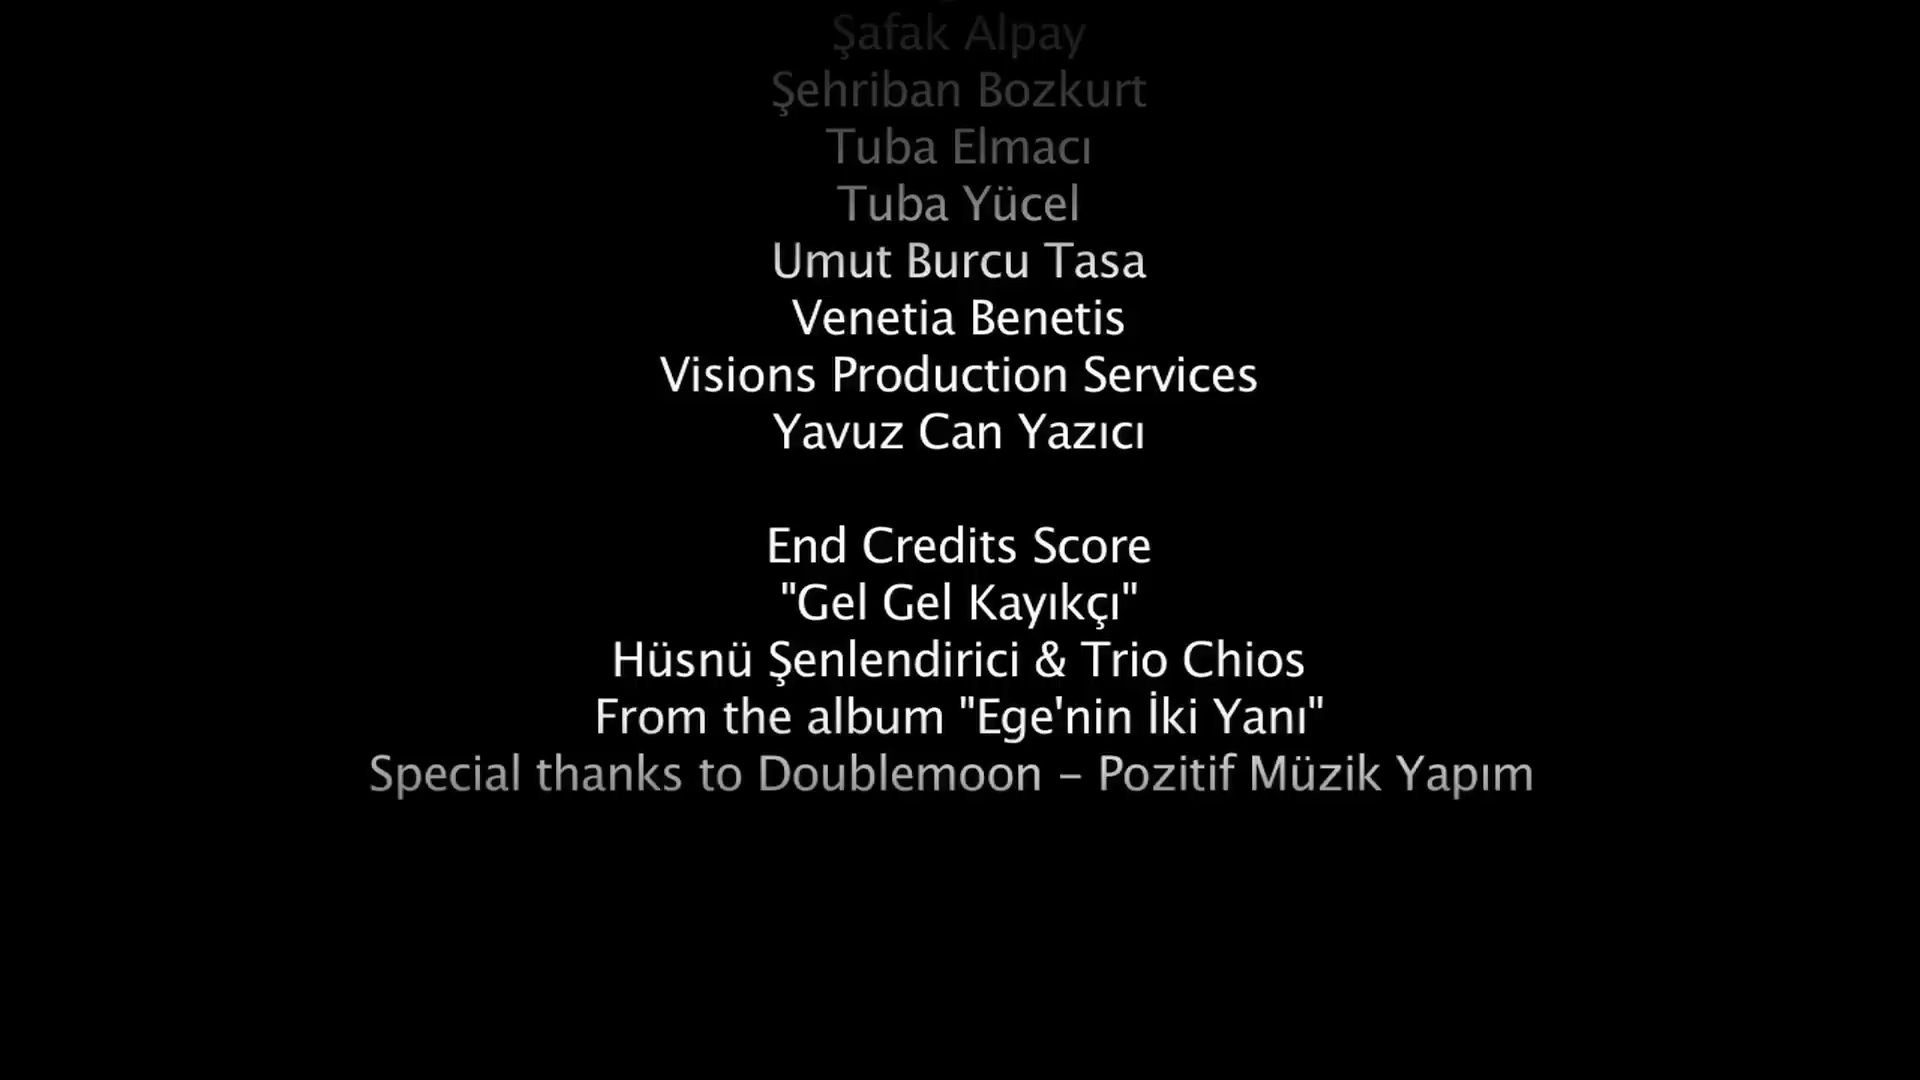 Şafak Alpay
Şehriban Bozkurt
Tuba Elmacı
Tuba Yücel
Umut Burcu Tasa
Venetia Benetis
Visions Production Services
Yavuz Can Yazıcı
End Credits Score
"Gel Gel Kayıkçı"
Hüsnü Şenlendirici & Trio Chios
From the album "Ege'nin İki Yanı"
Special thanks to Doublemoon - Pozitif Müzik Yapım